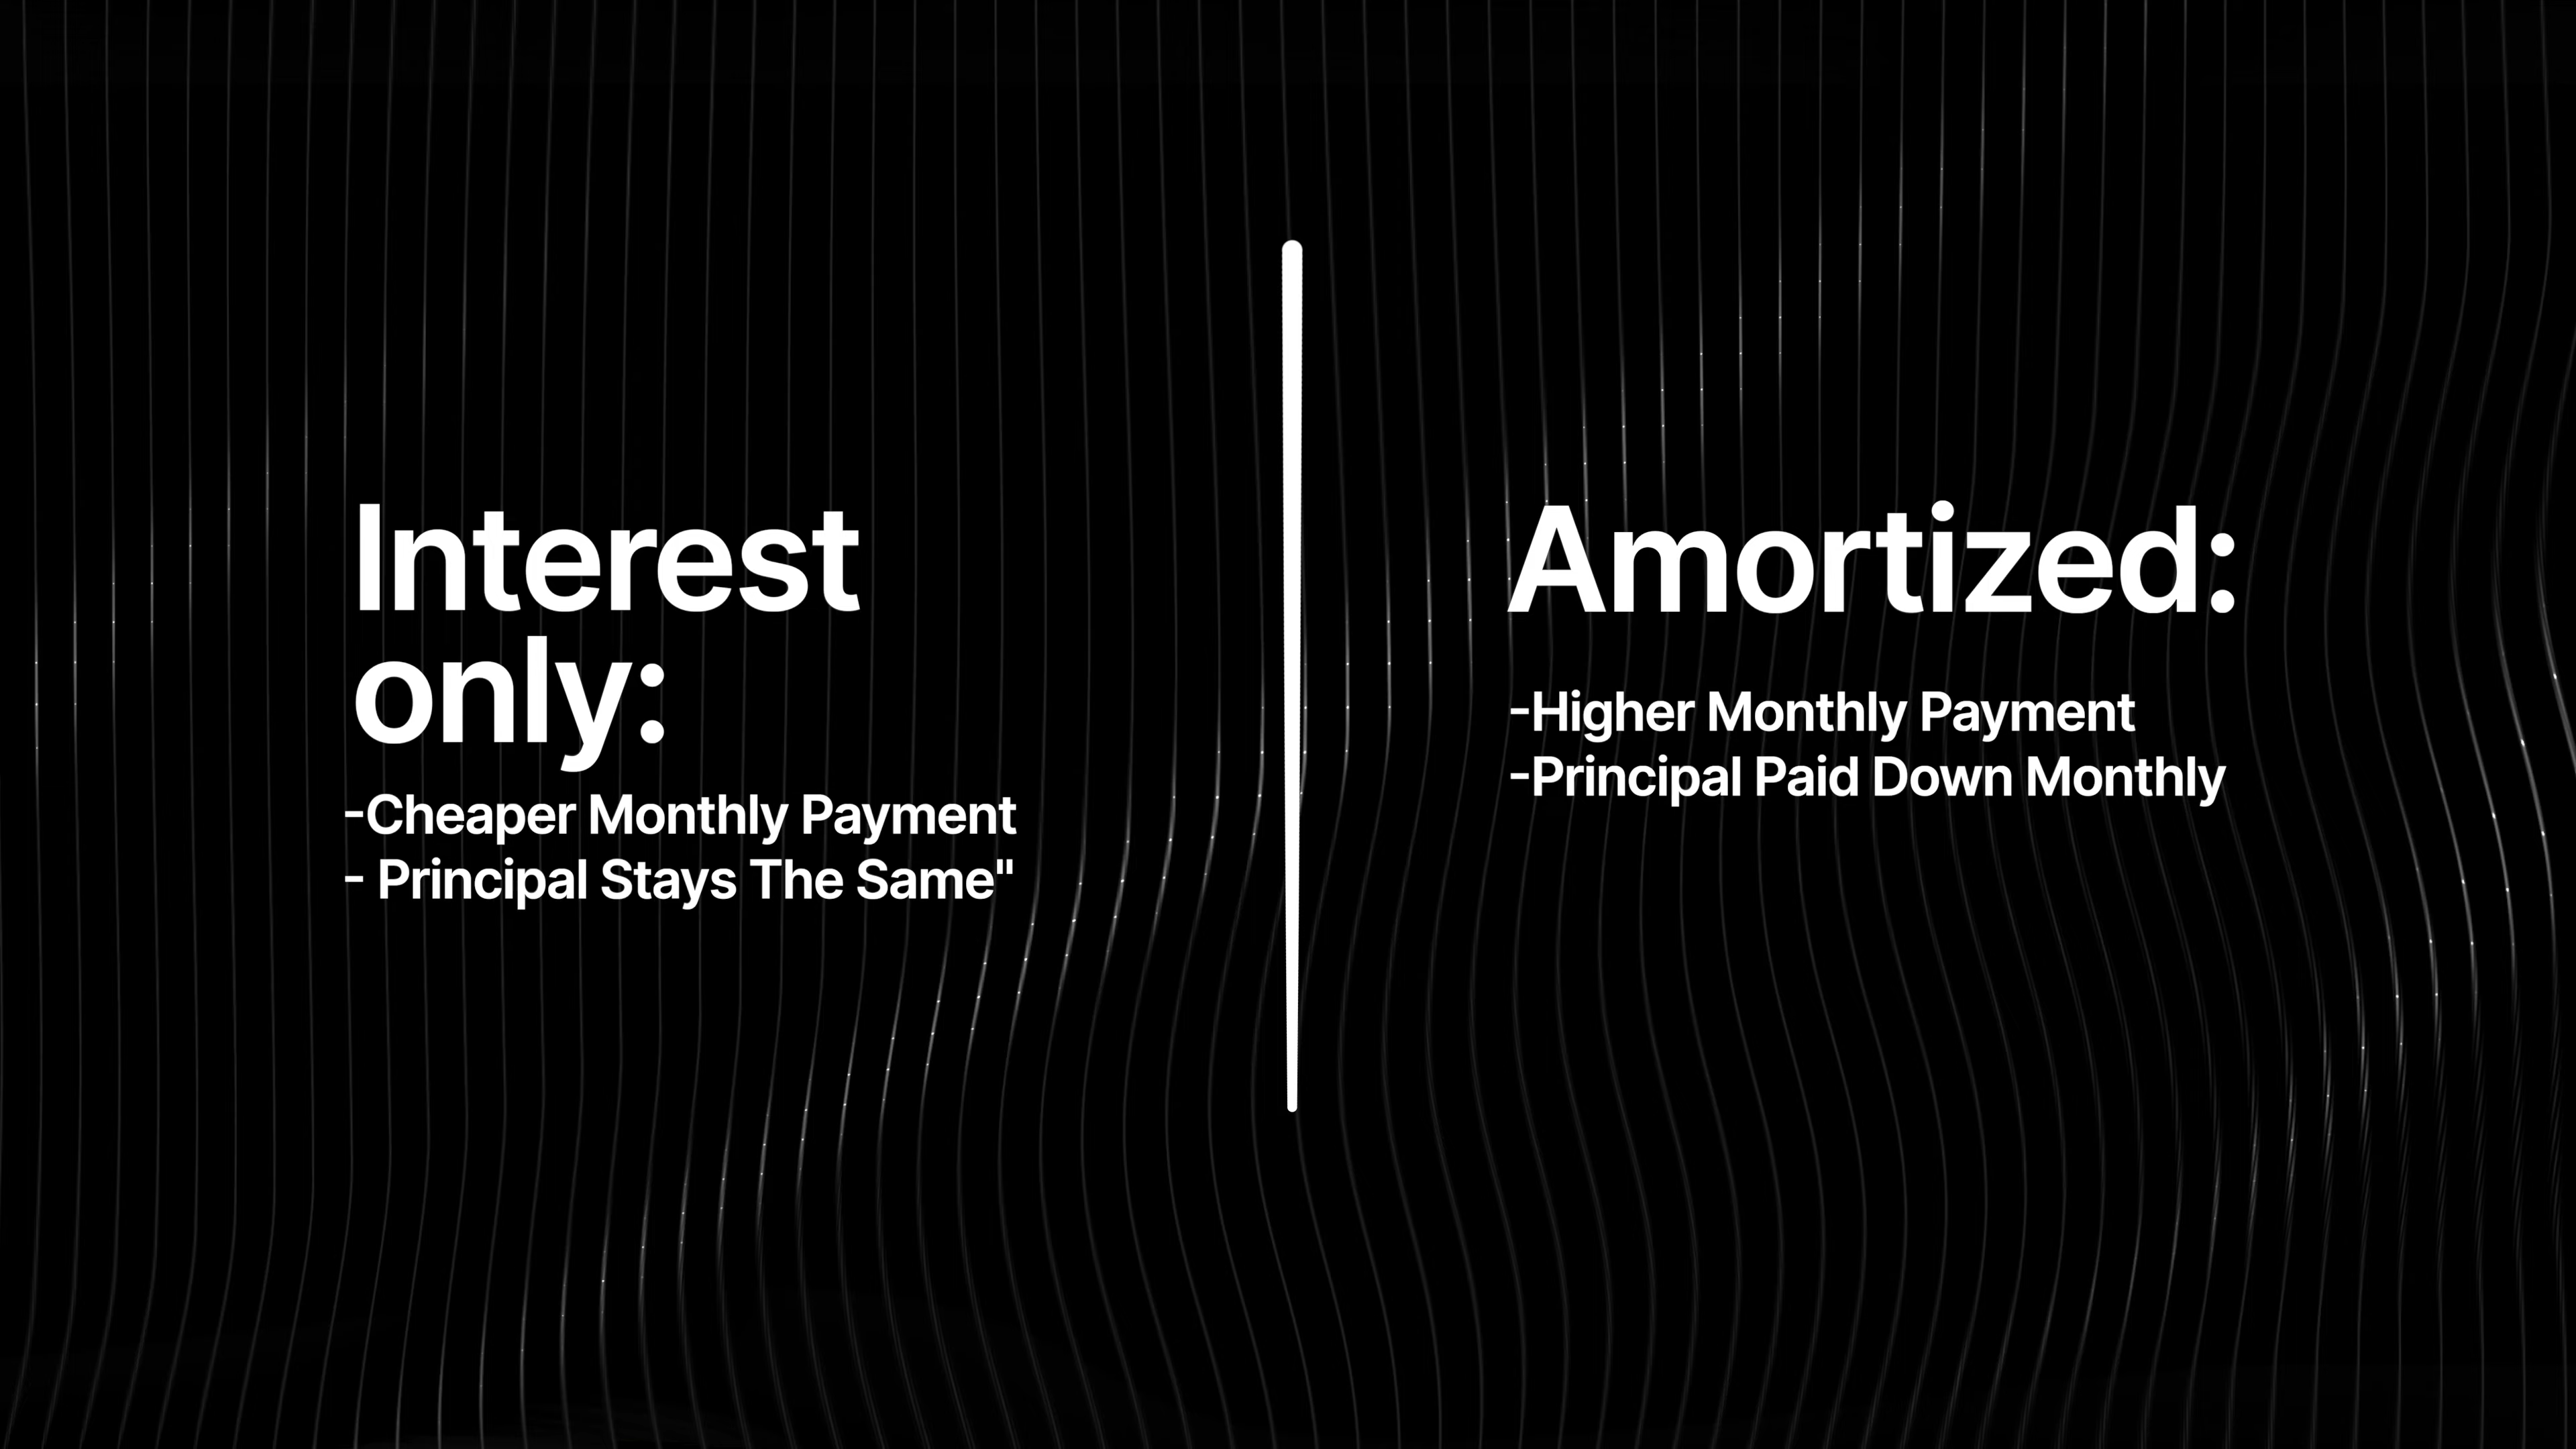 Interest
only:
-Cheaper Monthly Payment
- Principal Stays The Same"
Amortized:
-Higher Monthly Payment
-Principal Paid Down Monthly